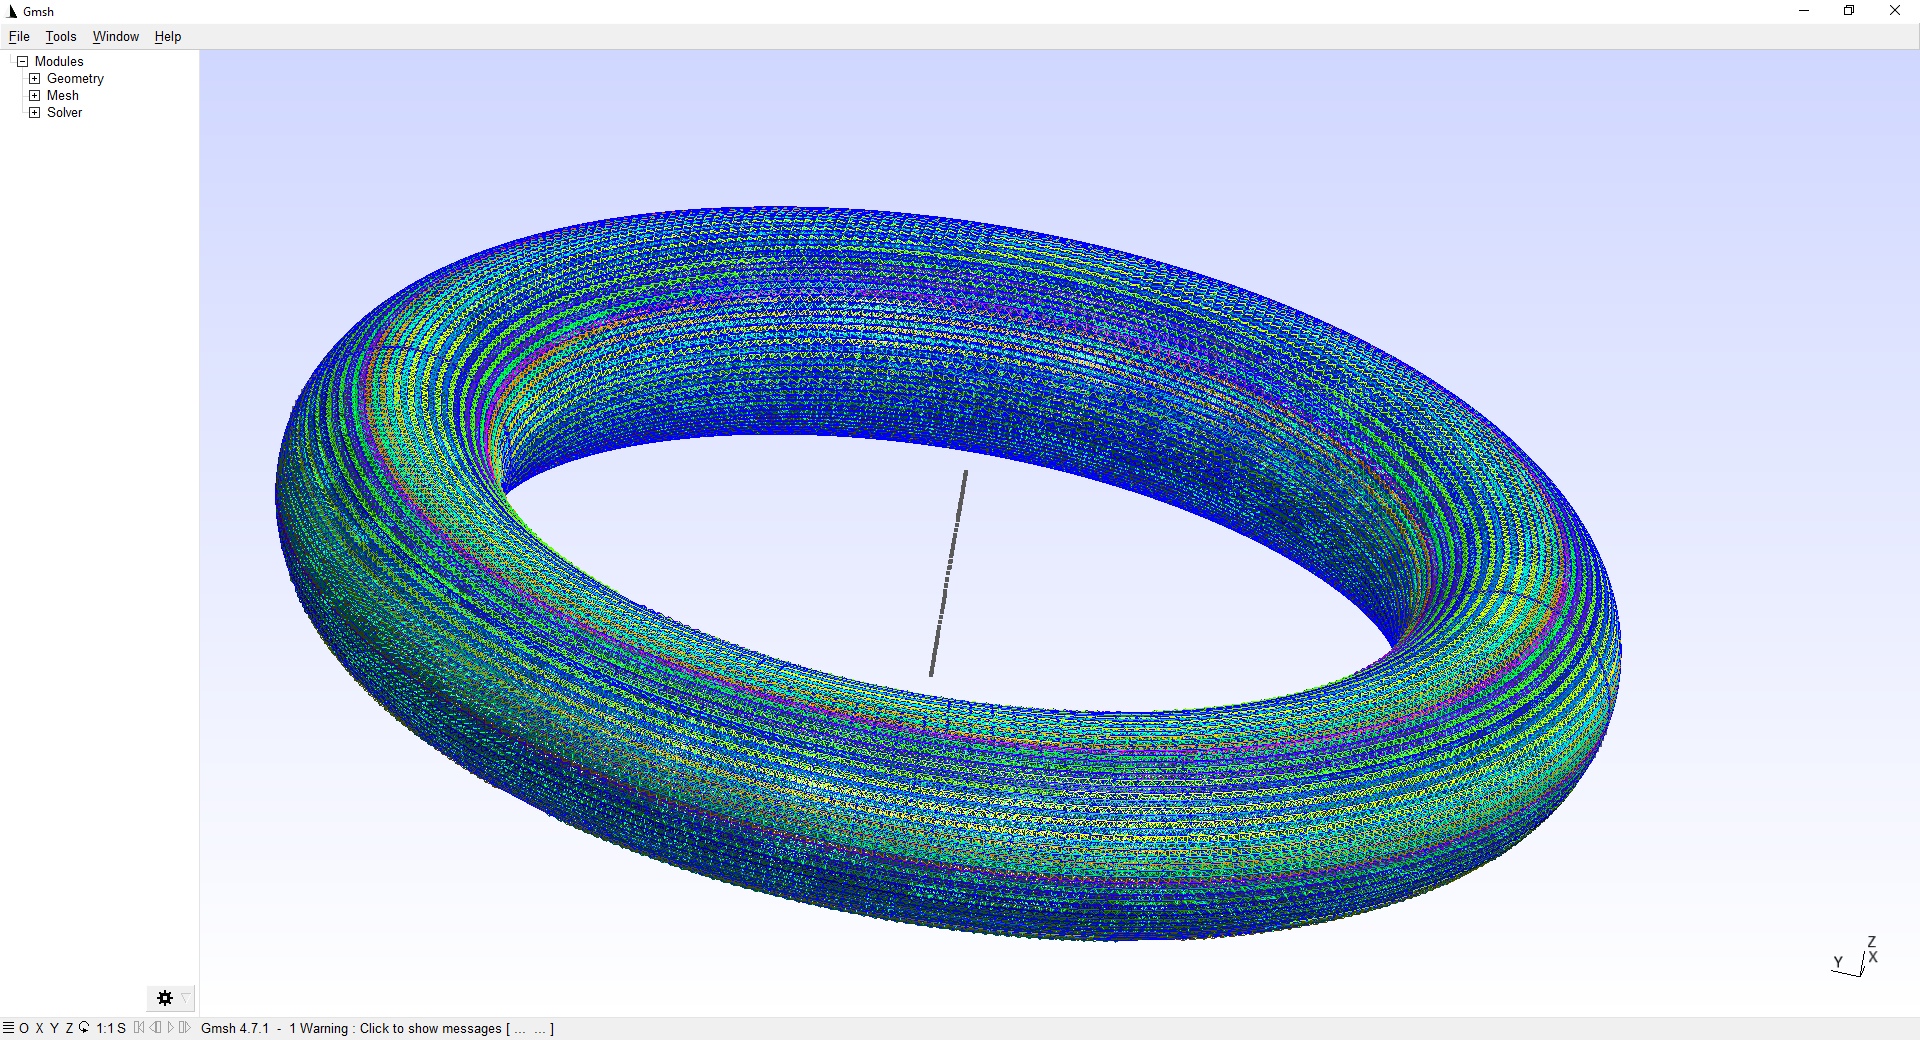 Gmsh
File Tools Window Help
Modules
Geometry
Mesh
Solver
Z
Y X
O X Y Z 1:1 S Gmsh 4.7.1 - 1 Warning : Click to show messages [ ... ... ]